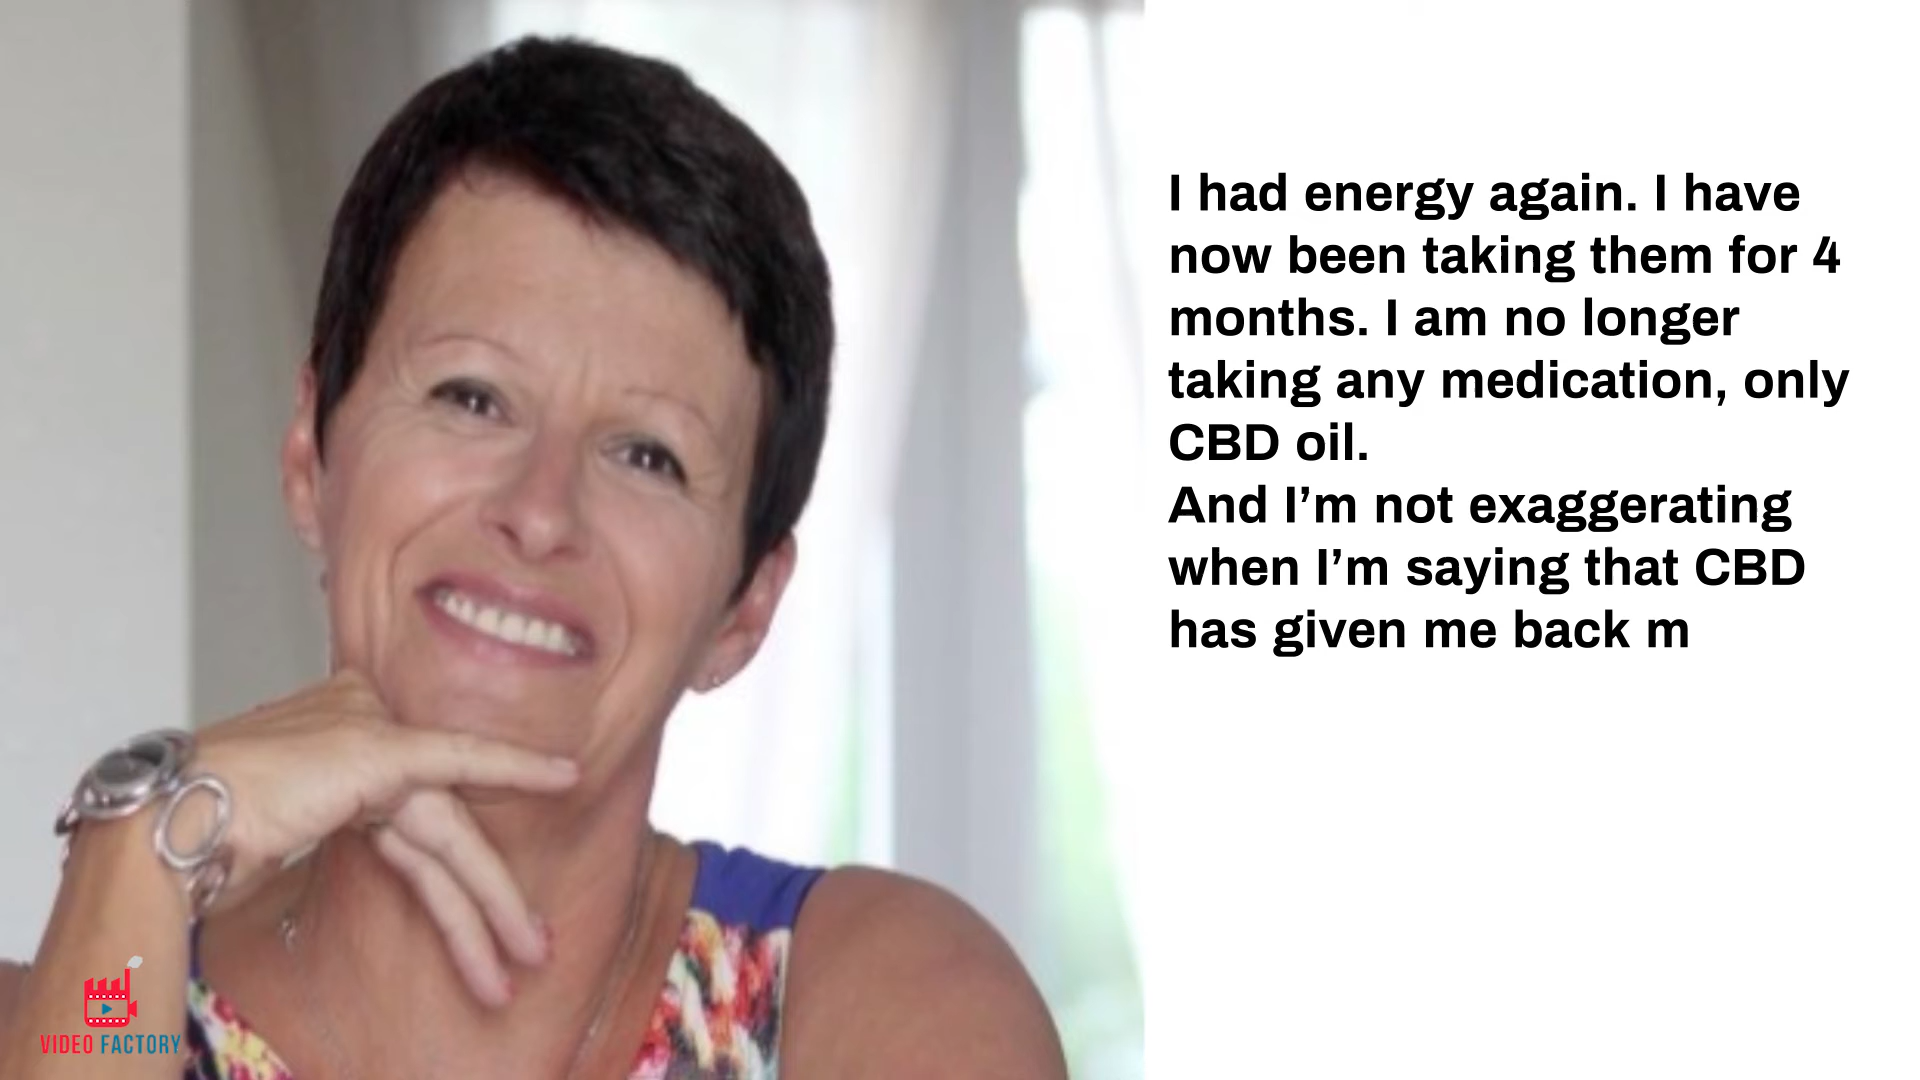 I had energy again. I have
now been taking them for 4
months. I am no longer
taking any medication, only
CBD oil.
And I’m not exaggerating
when I’m saying that CBD
has given me back m
VIDEO FACTORY